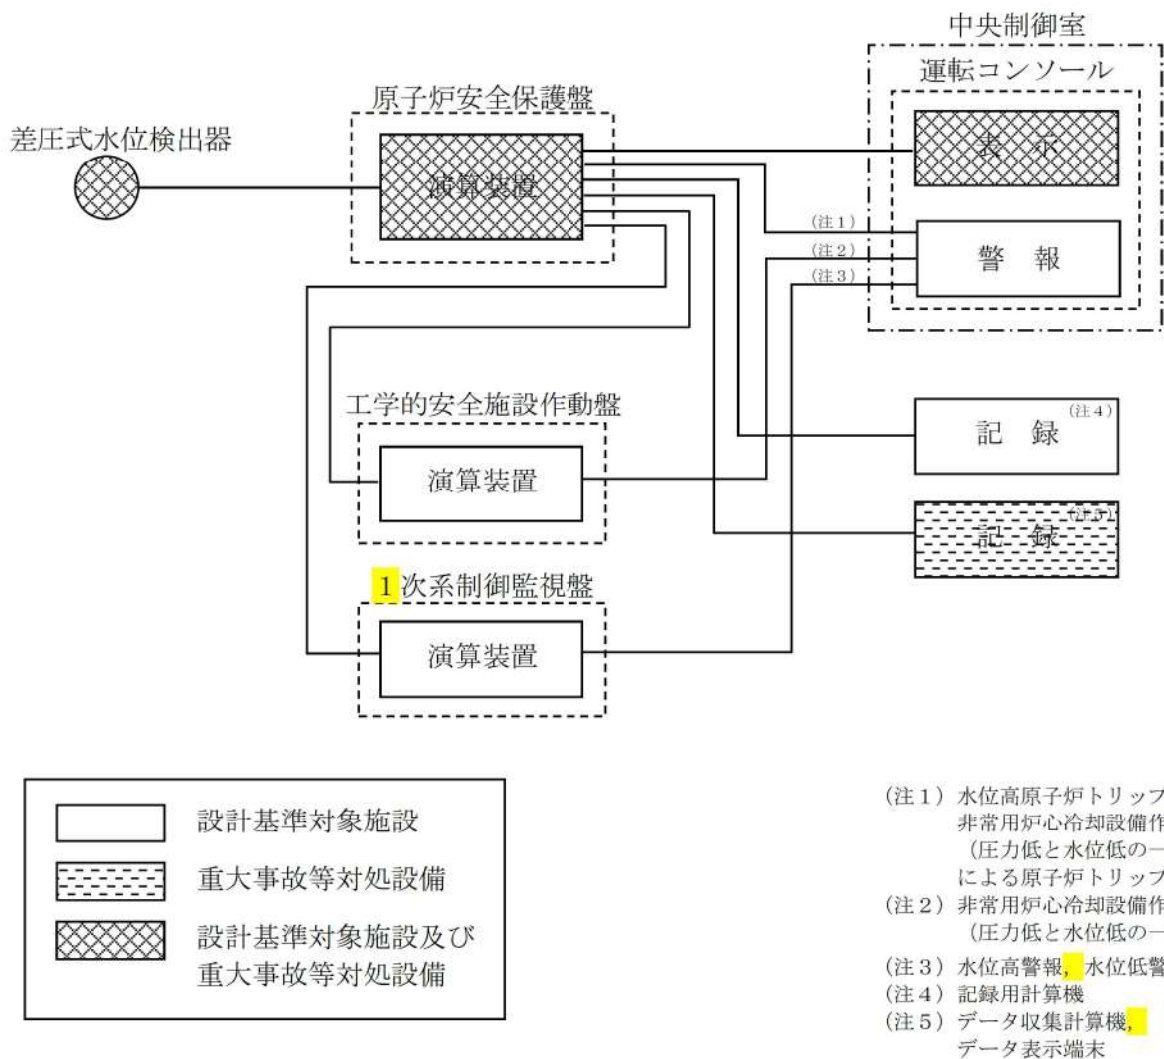 中央制御室
運転コンソール
原子炉安全保護盤
差圧式水位検出器
表　示
演算装置
(注１)
(注２)
警　報
(注３)
工学的安全施設作動盤
記　録
(注４)
演算装置
記　録
(注５)
１次系制御監視盤
演算装置
設計基準対象施設
重大事故等対処設備
設計基準対象施設及び
重大事故等対処設備
(注１) 水位高原子炉トリップ
非常用炉心冷却設備作
（圧力低と水位低の一
による原子炉トリップ
(注２) 非常用炉心冷却設備作
（圧力低と水位低の一
(注３) 水位高警報，水位低警
(注４) 記録用計算機
(注５) データ収集計算機，
データ表示端末